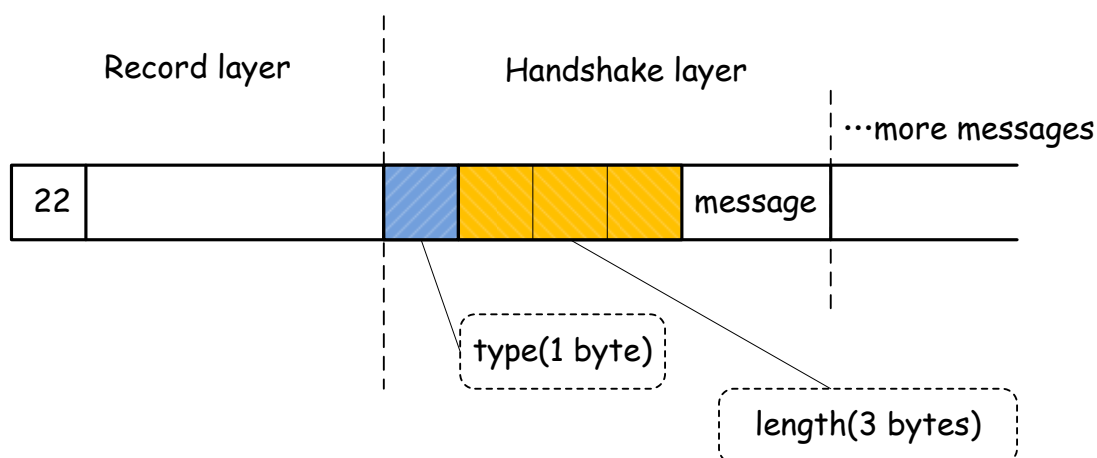 Record layer
Handshake layer
…more messages
22
message
type(1 byte)
length(3 bytes)